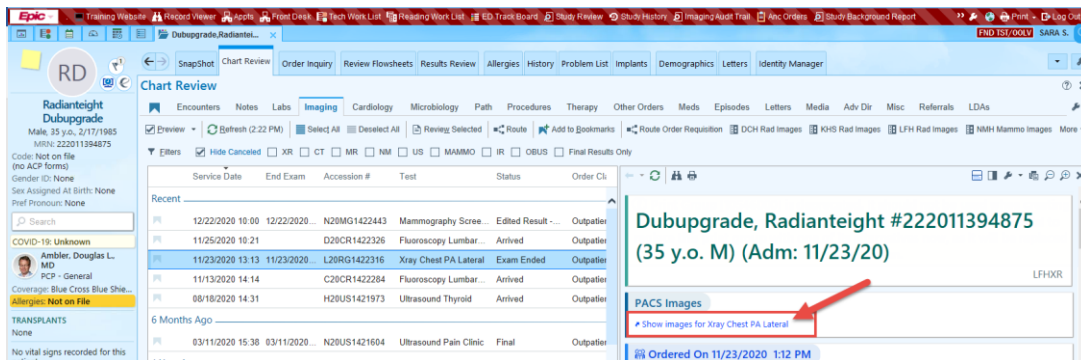 Epic Training Website Record Viewer Appts Front Desk Tech Work List Reading Work List ED Track Board Study Review Study History Imaging Audit Trail Anc Orders Study Background Report Print Log Out
Dubupgrade,Radiantei... FND TST/OOLV SARA S.
RD
Radianteight
Dubupgrade
Male, 35 y.o., 2/17/1985
MRN: 222011394875
Code: Not on file
(no ACP forms)
Gender ID: None
Sex Assigned At Birth: None
Pref Pronoun: None
Search
COVID-19: Unknown
Ambler, Douglas L.,
MD
PCP - General
Coverage: Blue Cross Blue Shie...
Allergies: Not on File
TRANSPLANTS
None
No vital signs recorded for this
SnapShot Chart Review Order Inquiry Review Flowsheets Results Review Allergies History Problem List Implants Demographics Letters Identity Manager
Chart Review
Encounters Notes Labs Imaging Cardiology Microbiology Path Procedures Therapy Other Orders Meds Episodes Letters Media Adv Dir Misc Referrals LDAs
Preview Refresh (2:22 PM) Select All Deselect All Review Selected Route Add to Bookmarks Route Order Requisition DCH Rad Images KHS Rad Images LFH Rad Images NMH Mammo Images More
Filters Hide Canceled XR CT MR NM US MAMMO IR OBUS Final Results Only
Service Date End Exam Accession # Test Status Order Cla
Recent
12/22/2020 10:00 12/22/2020... N20MG1422443 Mammography Scree... Edited Result -... Outpatier
11/25/2020 10:21 D20CR1422326 Fluoroscopy Lumbar... Arrived Outpatier
11/23/2020 13:13 11/23/2020... L20RG1422316 Xray Chest PA Lateral Exam Ended Outpatier
11/13/2020 14:14 C20CR1422284 Fluoroscopy Lumbar... Arrived Outpatier
08/18/2020 14:31 H20US1421973 Ultrasound Thyroid Arrived Outpatier
6 Months Ago
03/11/2020 15:38 03/11/2020... N20US1421604 Ultrasound Pain Clinic Final Outpatier
Dubupgrade, Radianteight #222011394875
(35 y.o. M) (Adm: 11/23/20)
LFHXR
PACS Images
Show images for Xray Chest PA Lateral
Ordered On 11/23/2020 1:12 PM